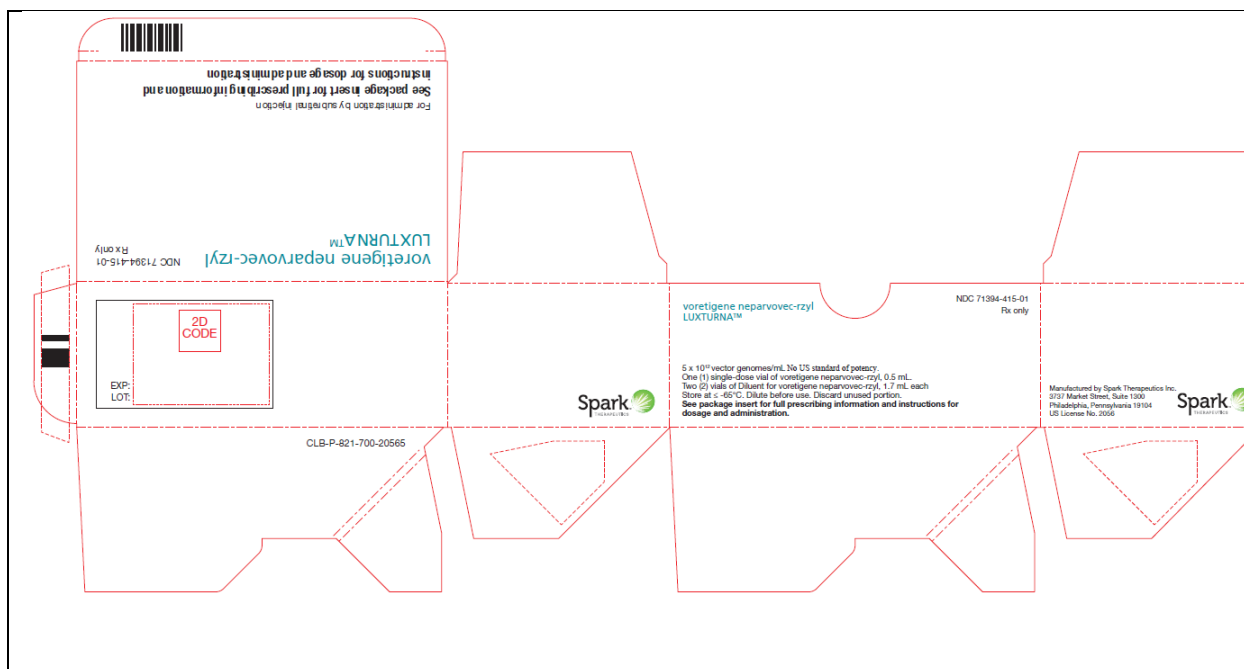 See package insert for full prescribing information and
instructions for dosage and administration
For administration by subretinal injection
voretigene neparvovec-rzyl
LUXTURNA™
NDC 71394-415-01
Rx only
2D
CODE
EXP:
LOT:
CLB-P-821-700-20565
Spark
THERAPEUTICS
voretigene neparvovec-rzyl
LUXTURNA™
NDC 71394-415-01
Rx only
5 x 10¹² vector genomes/mL No US standard of potency.
One (1) single-dose vial of voretigene neparvovec-rzyl, 0.5 mL.
Two (2) vials of Diluent for voretigene neparvovec-rzyl, 1.7 mL each
Store at ≤ -65°C. Dilute before use. Discard unused portion.
See package insert for full prescribing information and instructions for
dosage and administration.
Manufactured by Spark Therapeutics Inc.
3737 Market Street, Suite 1300
Philadelphia, Pennsylvania 19104
US License No. 2056
Spark
THERAPEUTICS